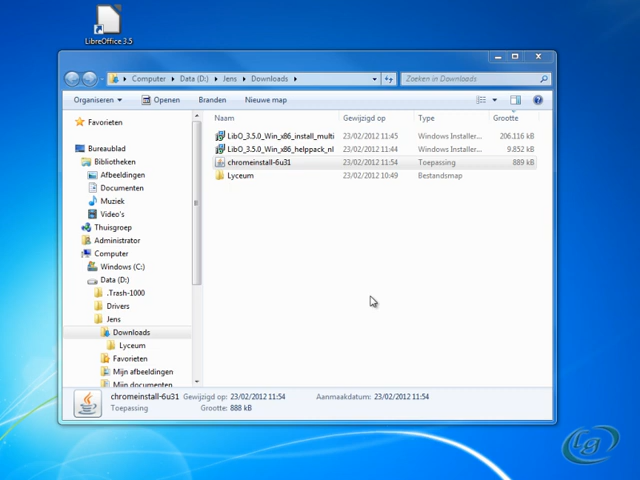 LibreOffice 3.5
Computer Data (D:) Jens Downloads
Zoeken in Downloads
Organiseren Openen Branden Nieuwe map
Favorieten
Bureaublad
Bibliotheken
Afbeeldingen
Documenten
Muziek
Video's
Thuisgroep
Administrator
Computer
Windows (C:)
Data (D:)
.Trash-1000
Drivers
Jens
Downloads
Lyceum
Favorieten
Mijn afbeeldingen
Mijn documenten
Naam Gewijzigd op Type Grootte
LibO_3.5.0_Win_x86_install_multi 23/02/2012 11:45 Windows Installer... 206.116 kB
LibO_3.5.0_Win_x86_helppack_nl 23/02/2012 11:44 Windows Installer... 9.852 kB
chromeinstall-6u31 23/02/2012 11:54 Toepassing 889 kB
Lyceum 23/02/2012 10:49 Bestandsmap
chromeinstall-6u31 Gewijzigd op: 23/02/2012 11:54 Aanmaakdatum: 23/02/2012 11:54
Toepassing Grootte: 888 kB
Lg